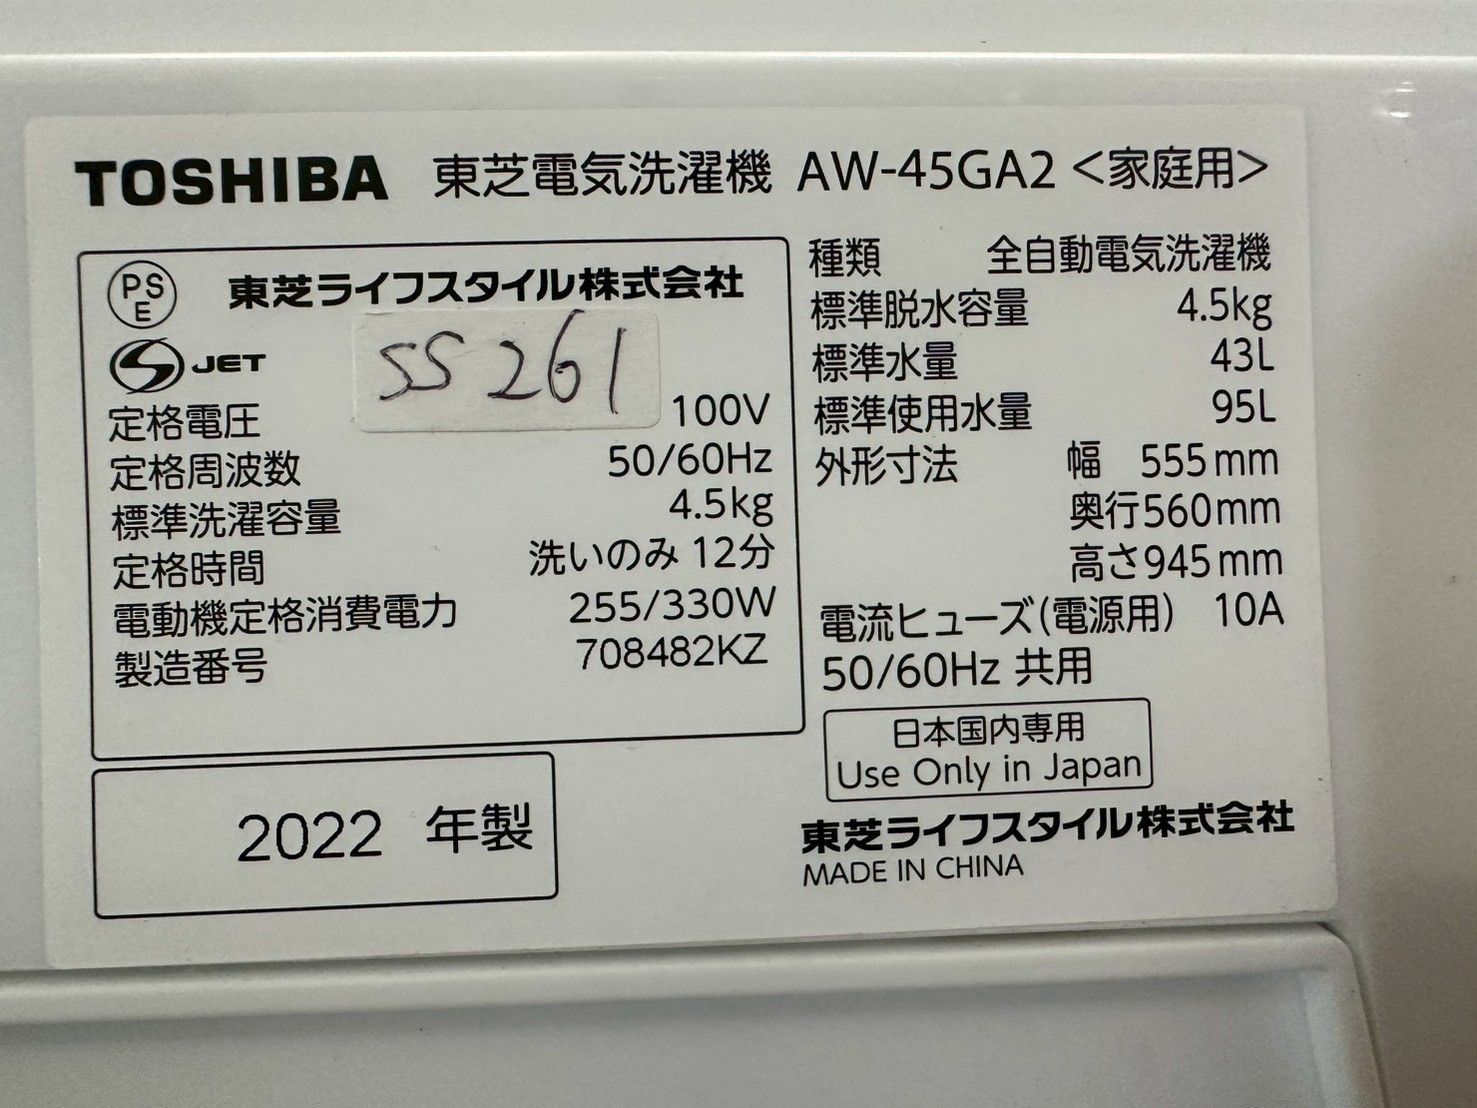 TOSHIBA 東芝電気洗濯機 AW-45GA2 <家庭用>
PSE 東芝ライフスタイル株式会社
S JET
SS261
定格電圧 100V
定格周波数 50/60Hz
標準洗濯容量 4.5kg
定格時間 洗いのみ 12分
電動機定格消費電力 255/330W
製造番号 708482KZ
2022 年製
種類 全自動電気洗濯機
標準脱水容量 4.5kg
標準水量 43L
標準使用水量 95L
外形寸法 幅 555mm
奥行560mm
高さ945mm
電流ヒューズ(電源用) 10A
50/60Hz 共用
日本国内専用
Use Only in Japan
東芝ライフスタイル株式会社
MADE IN CHINA